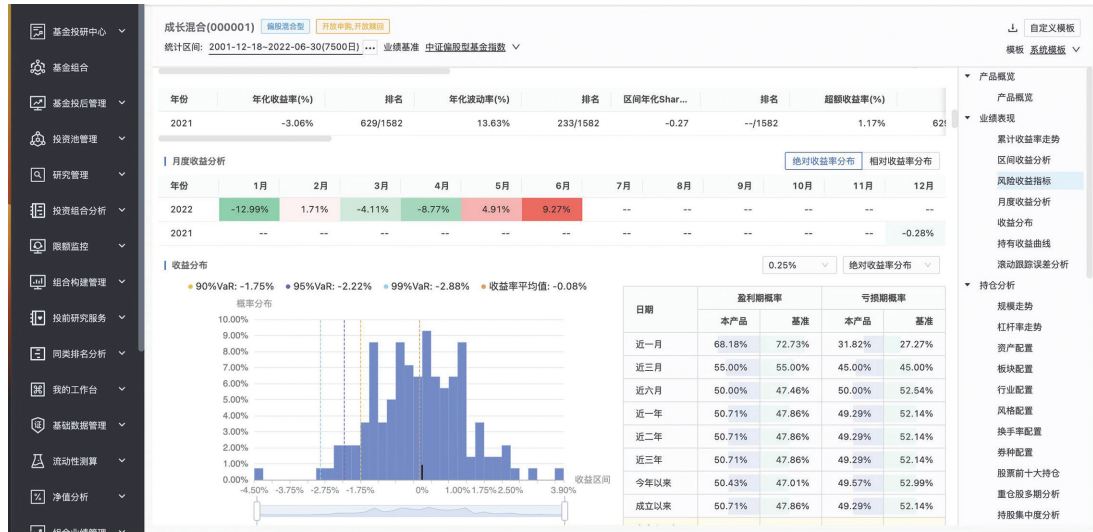 基金投研中心
基金组合
基金投后管理
投资池管理
研究管理
投资组合分析
限额监控
组合构建管理
投前研究服务
同类排名分析
我的工作台
基础数据管理
流动性测算
净值分析
组合业绩管理
成长混合(000001) 偏股混合型 开放申购,开放赎回
自定义模板
统计区间: 2001-12-18~2022-06-30(7500日) ... 业绩基准 中证偏股型基金指数
模板 系统模板
年份 年化收益率(%) 排名 年化波动率(%) 排名 区间年化Shar... 排名 超额收益率(%)
2021 -3.06% 629/1582 13.63% 233/1582 -0.27 --/1582 1.17% 629
月度收益分析 绝对收益率分布 相对收益率分布
年份 1月 2月 3月 4月 5月 6月 7月 8月 9月 10月 11月 12月
2022 -12.99% 1.71% -4.11% -8.77% 4.91% 9.27% -- -- -- -- -- --
2021 -- -- -- -- -- -- -- -- -- -- -- -0.28%
收益分布 0.25% 绝对收益率分布
90%VaR: -1.75% 95%VaR: -2.22% 99%VaR: -2.88% 收益率平均值: -0.08%
概率分布
10.00%
9.00%
8.00%
7.00%
6.00%
5.00%
4.00%
3.00%
2.00%
1.00%
0.00%
收益区间
-4.50% -3.75% -2.75% -1.75% 0% 1.00% 1.75% 2.50% 3.90%
日期 盈利期概率 亏损期概率
本产品 基准 本产品 基准
近一月 68.18% 72.73% 31.82% 27.27%
近三月 55.00% 55.00% 45.00% 45.00%
近六月 50.00% 47.46% 50.00% 52.54%
近一年 50.71% 47.86% 49.29% 52.14%
近二年 50.71% 47.86% 49.29% 52.14%
近三年 50.71% 47.86% 49.29% 52.14%
今年以来 50.43% 47.01% 49.57% 52.99%
成立以来 50.71% 47.86% 49.29% 52.14%
产品概览
产品概览
业绩表现
累计收益率走势
区间收益分析
风险收益指标
月度收益分析
收益分布
持有收益曲线
滚动跟踪误差分析
持仓分析
规模走势
杠杆率走势
资产配置
板块配置
行业配置
风格配置
换手率配置
券种配置
股票前十大持仓
重仓股多期分析
持股集中度分析